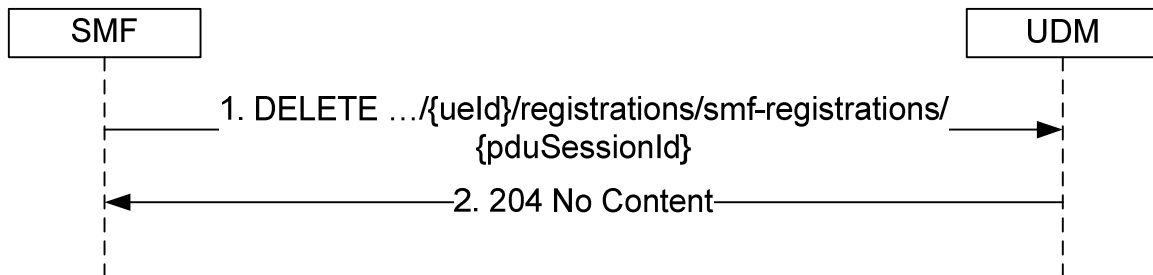 SMF
UDM
1. DELETE …/{ueId}/registrations/smf-registrations/
{pduSessionId}
2. 204 No Content